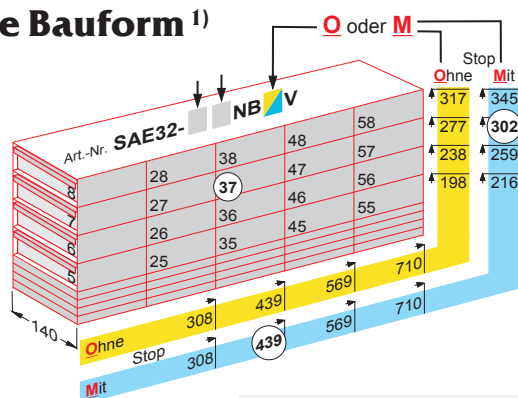 e Bauform 1)
O oder M
Stop
Ohne Mit
317 345
277 302
238 259
198 216
Art.-Nr. SAE32- NB V
8 28 38 48 58
7 27 37 47 57
6 26 36 46 56
5 25 35 45 55
140
Ohne 308 439 569 710
Stop
Mit 308 439 569 710